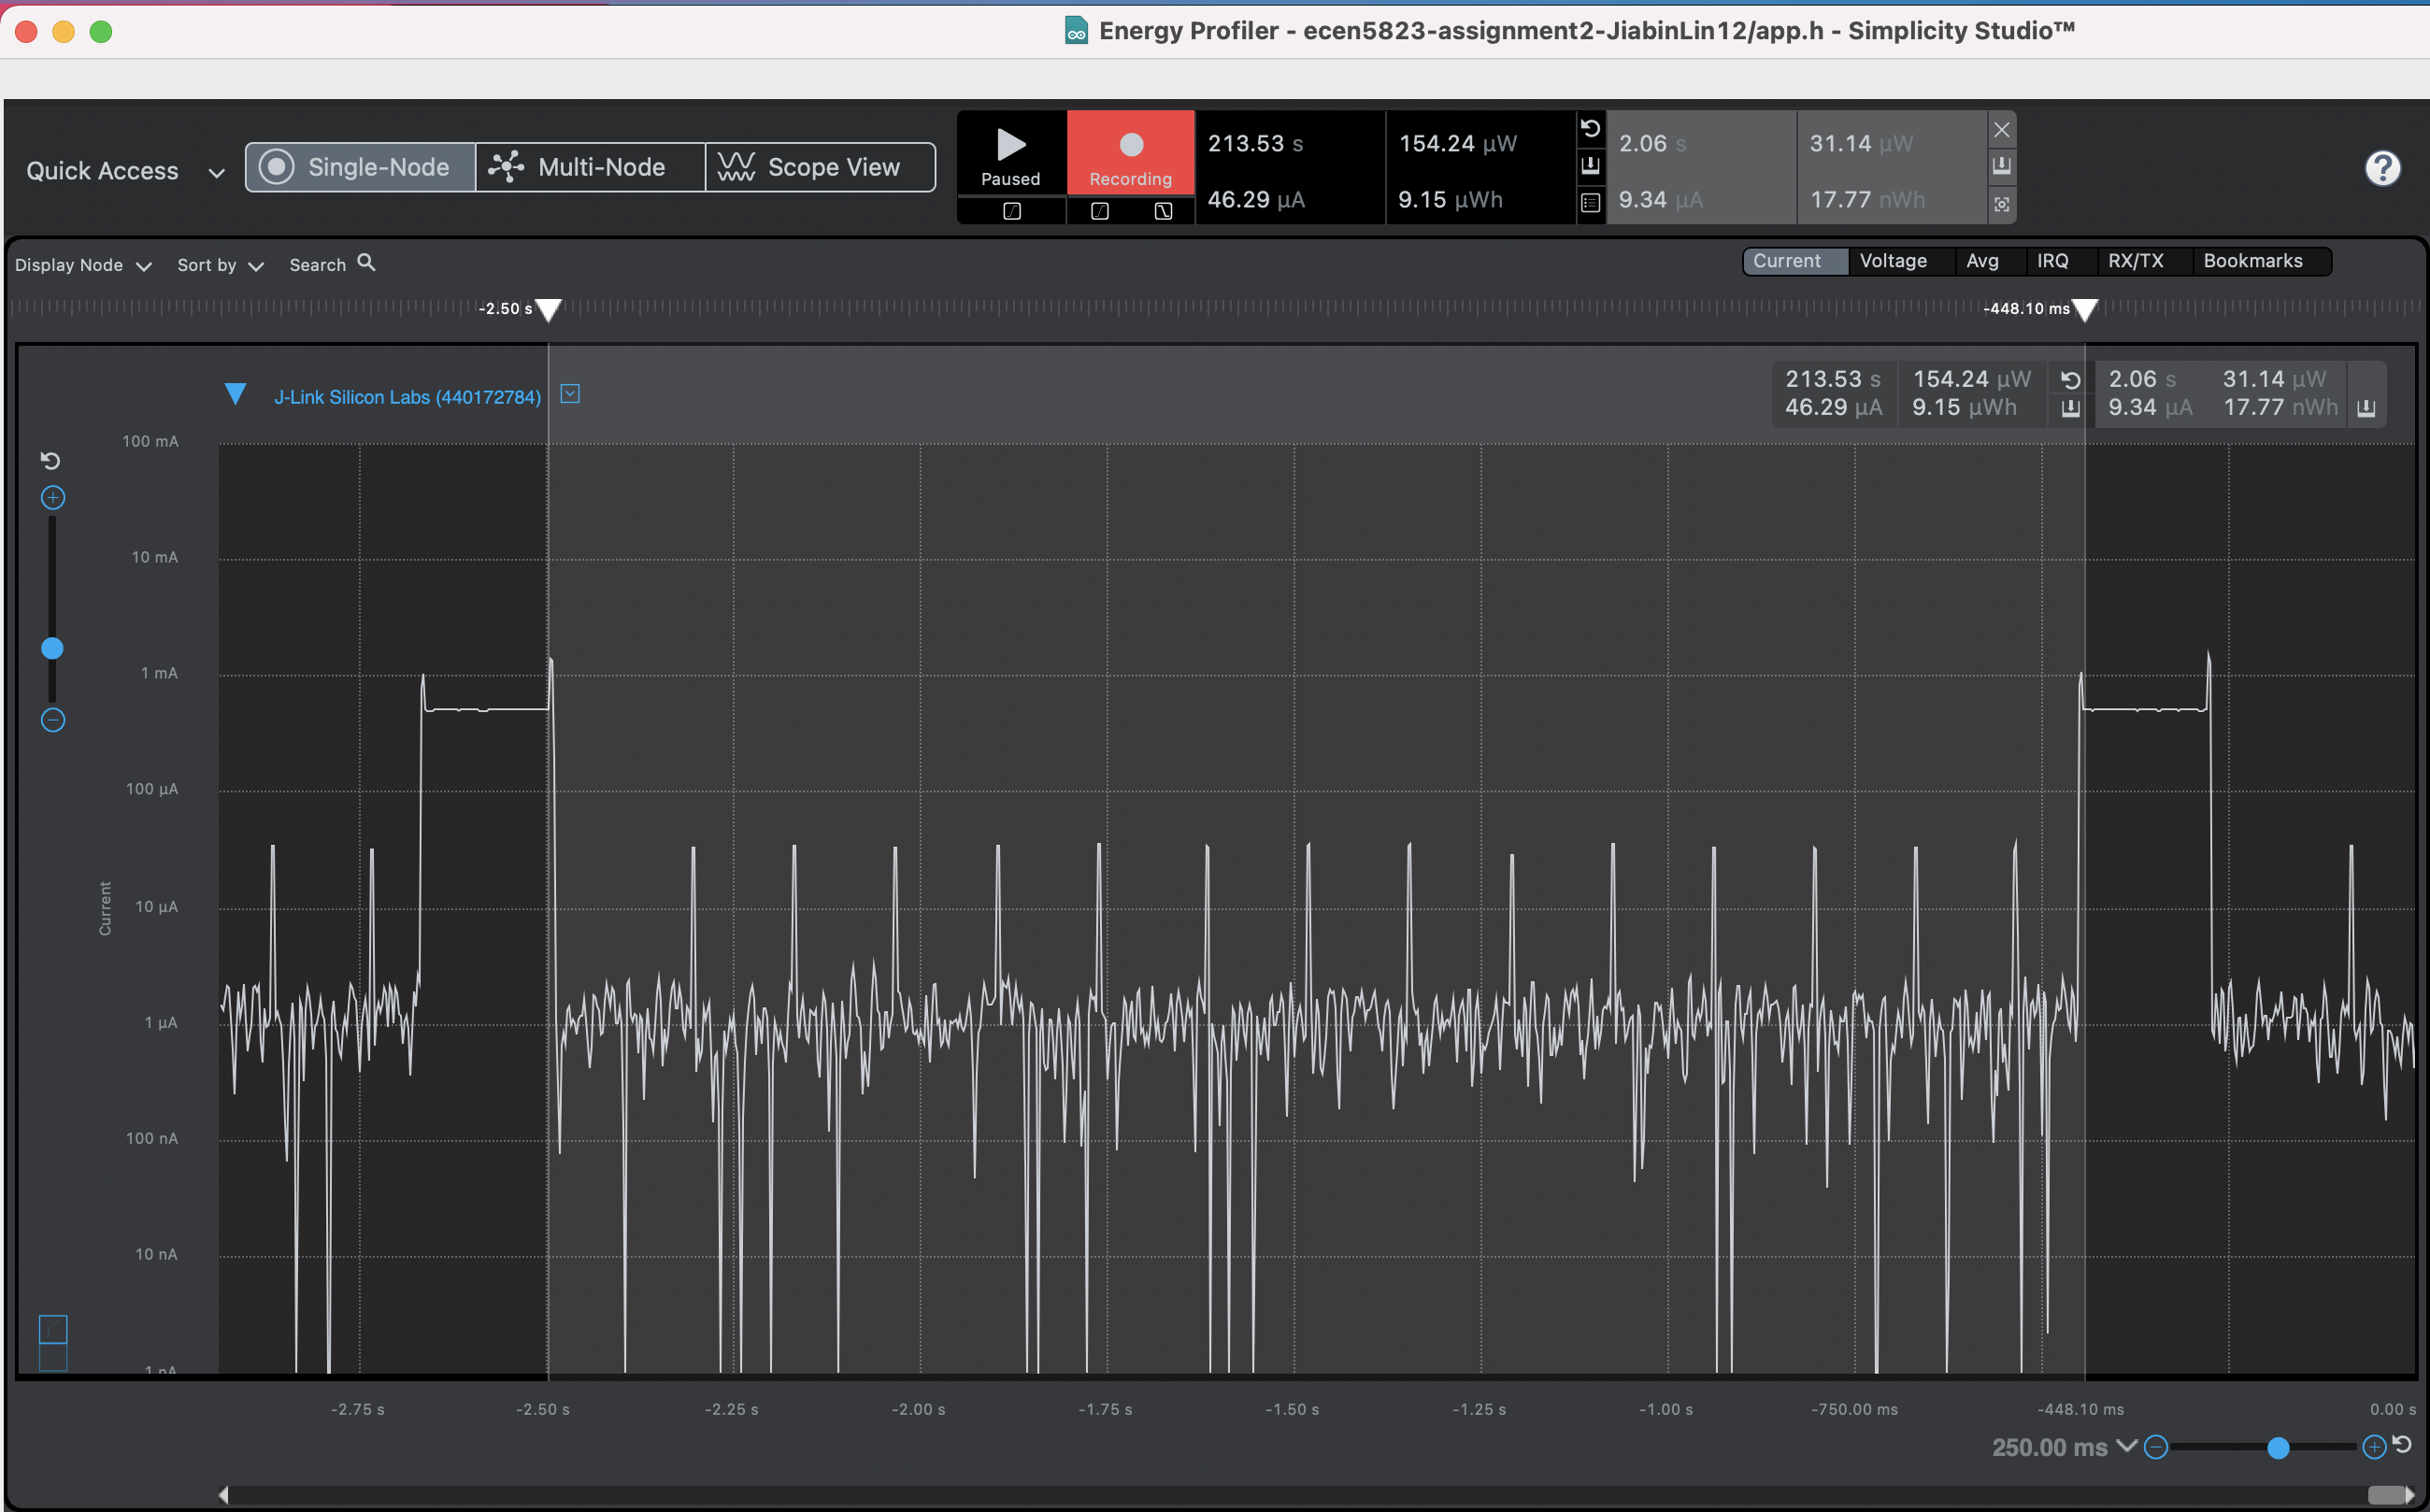 Energy Profiler - ecen5823-assignment2-JiabinLin12/app.h - Simplicity Studio™
Quick Access
Single-Node
Multi-Node
Scope View
Paused
Recording
213.53 s
154.24 µW
46.29 µA
9.15 µWh
2.06 s
31.14 µW
9.34 µA
17.77 nWh
?
Display Node
Sort by
Search
Current
Voltage
Avg
IRQ
RX/TX
Bookmarks
-2.50 s
-448.10 ms
J-Link Silicon Labs (440172784)
213.53 s
154.24 µW
46.29 µA
9.15 µWh
2.06 s
31.14 µW
9.34 µA
17.77 nWh
100 mA
10 mA
1 mA
100 µA
10 µA
1 µA
100 nA
10 nA
1 nA
Current
-2.75 s
-2.50 s
-2.25 s
-2.00 s
-1.75 s
-1.50 s
-1.25 s
-1.00 s
-750.00 ms
-448.10 ms
0.00 s
250.00 ms